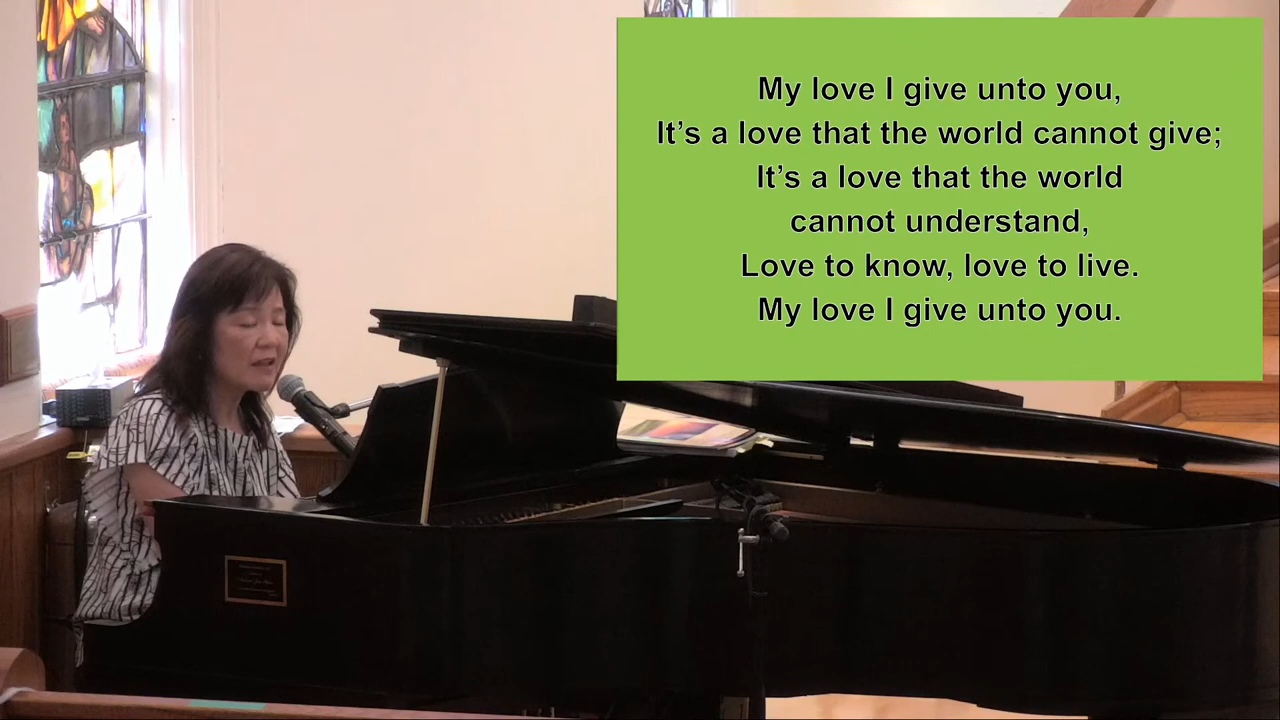 My love I give unto you,
It's a love that the world cannot give;
It's a love that the world
cannot understand,
Love to know, love to live.
My love I give unto you.